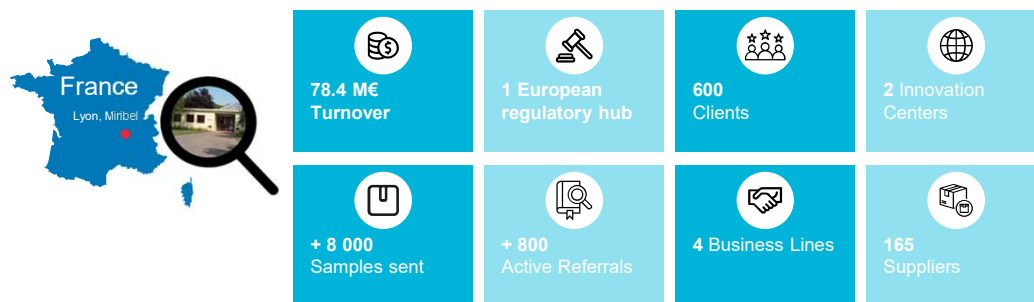 France
Lyon, Miribel
78.4 M€
Turnover
1 European
regulatory hub
600
Clients
2 Innovation
Centers
+ 8 000
Samples sent
+ 800
Active Referrals
4 Business Lines
165
Suppliers